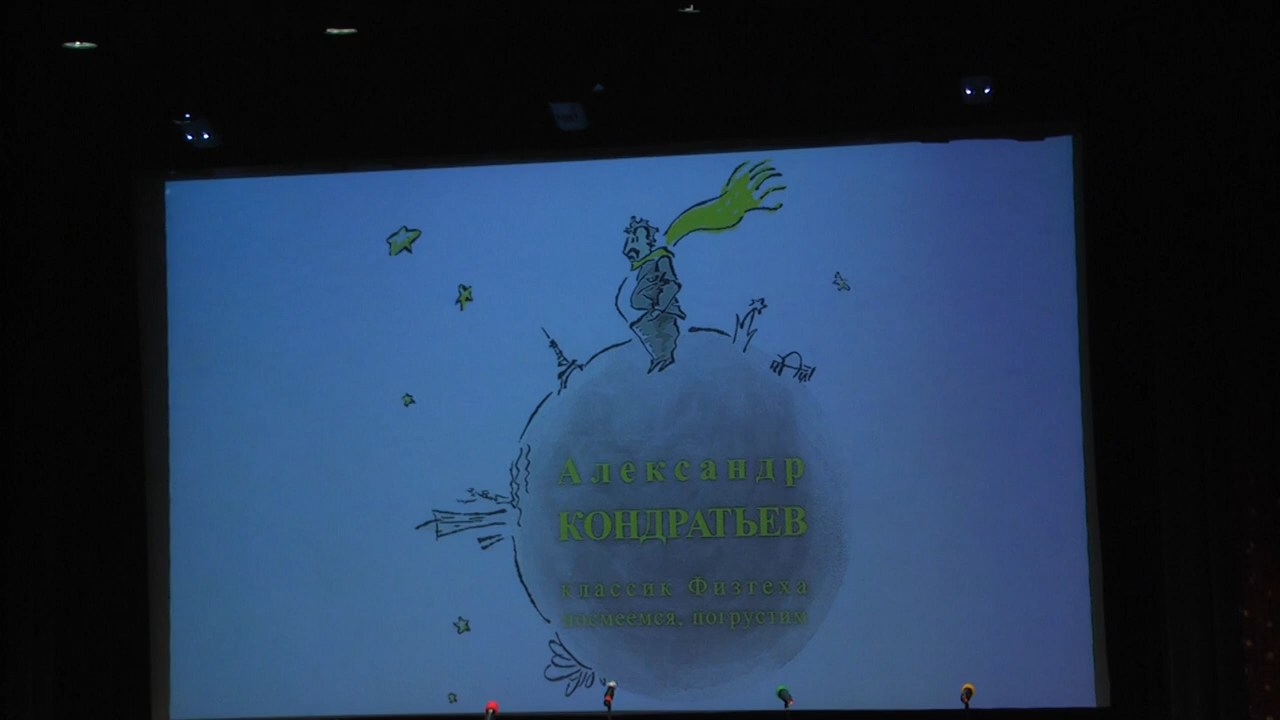 Александр
КОНДРАТЬЕВ
классик Физтеха
посмеемся, погрустим